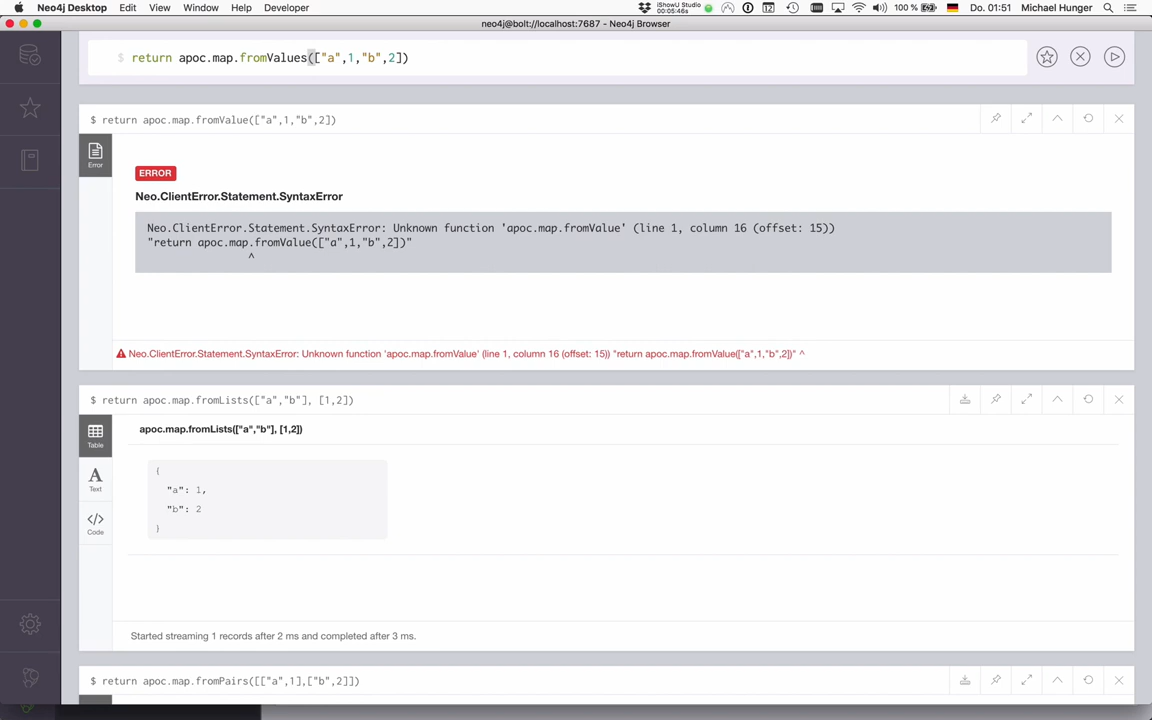 Neo4j Desktop Edit View Window Help Developer iShowU Studio 00:05:46s 12 100 % Do. 01:51 Michael Hunger
neo4j@bolt://localhost:7687 - Neo4j Browser
$ return apoc.map.fromValues(["a",1,"b",2])
$ return apoc.map.fromValue(["a",1,"b",2])
Error
ERROR
Neo.ClientError.Statement.SyntaxError
Neo.ClientError.Statement.SyntaxError: Unknown function 'apoc.map.fromValue' (line 1, column 16 (offset: 15))
"return apoc.map.fromValue(["a",1,"b",2])"
^
Neo.ClientError.Statement.SyntaxError: Unknown function 'apoc.map.fromValue' (line 1, column 16 (offset: 15)) "return apoc.map.fromValue(["a",1,"b",2])" ^
$ return apoc.map.fromLists(["a","b"], [1,2])
Table
apoc.map.fromLists(["a","b"], [1,2])
{
"a": 1,
A
Text
"b": 2
</>
Code
}
Started streaming 1 records after 2 ms and completed after 3 ms.
$ return apoc.map.fromPairs([["a",1],["b",2]])